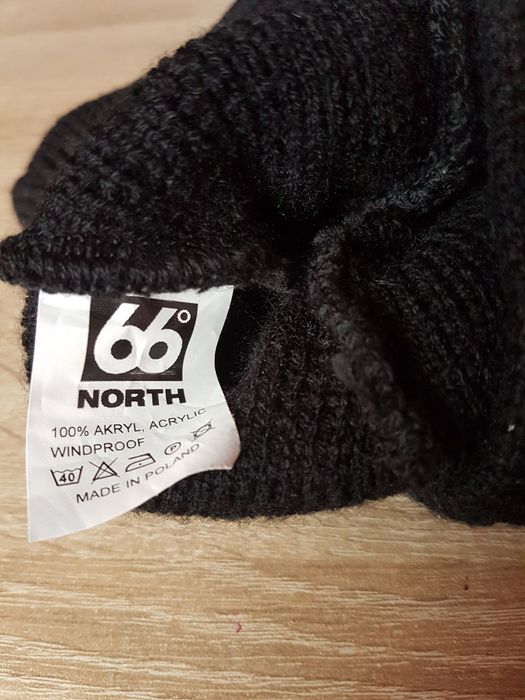 66°
NORTH
100% AKRYL, ACRYLIC
WINDPROOF
40 P
MADE IN POLAND